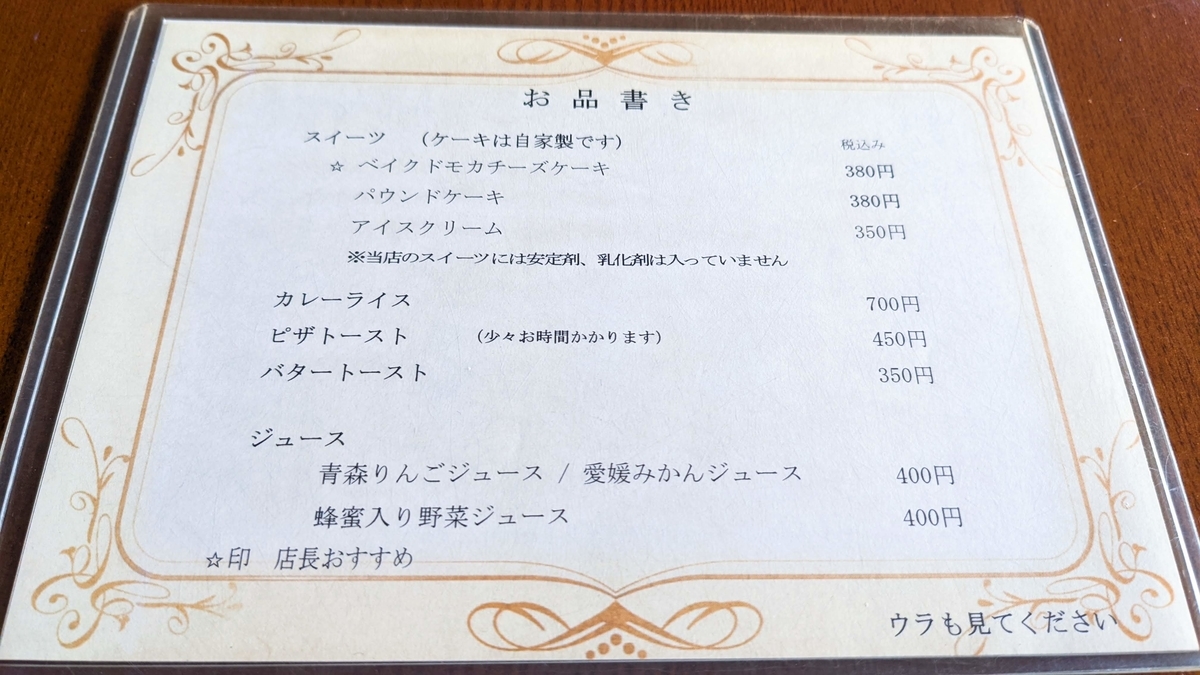 お品書き
スイーツ （ケーキは自家製です） 税込み
☆ ベイクドモカチーズケーキ 380円
パウンドケーキ 380円
アイスクリーム 350円
※当店のスイーツには安定剤、乳化剤は入っていません
カレーライス 700円
ピザトースト （少々お時間かかります） 450円
バタートースト 350円
ジュース
青森りんごジュース / 愛媛みかんジュース 400円
蜂蜜入り野菜ジュース 400円
☆印 店長おすすめ
ウラも見てください